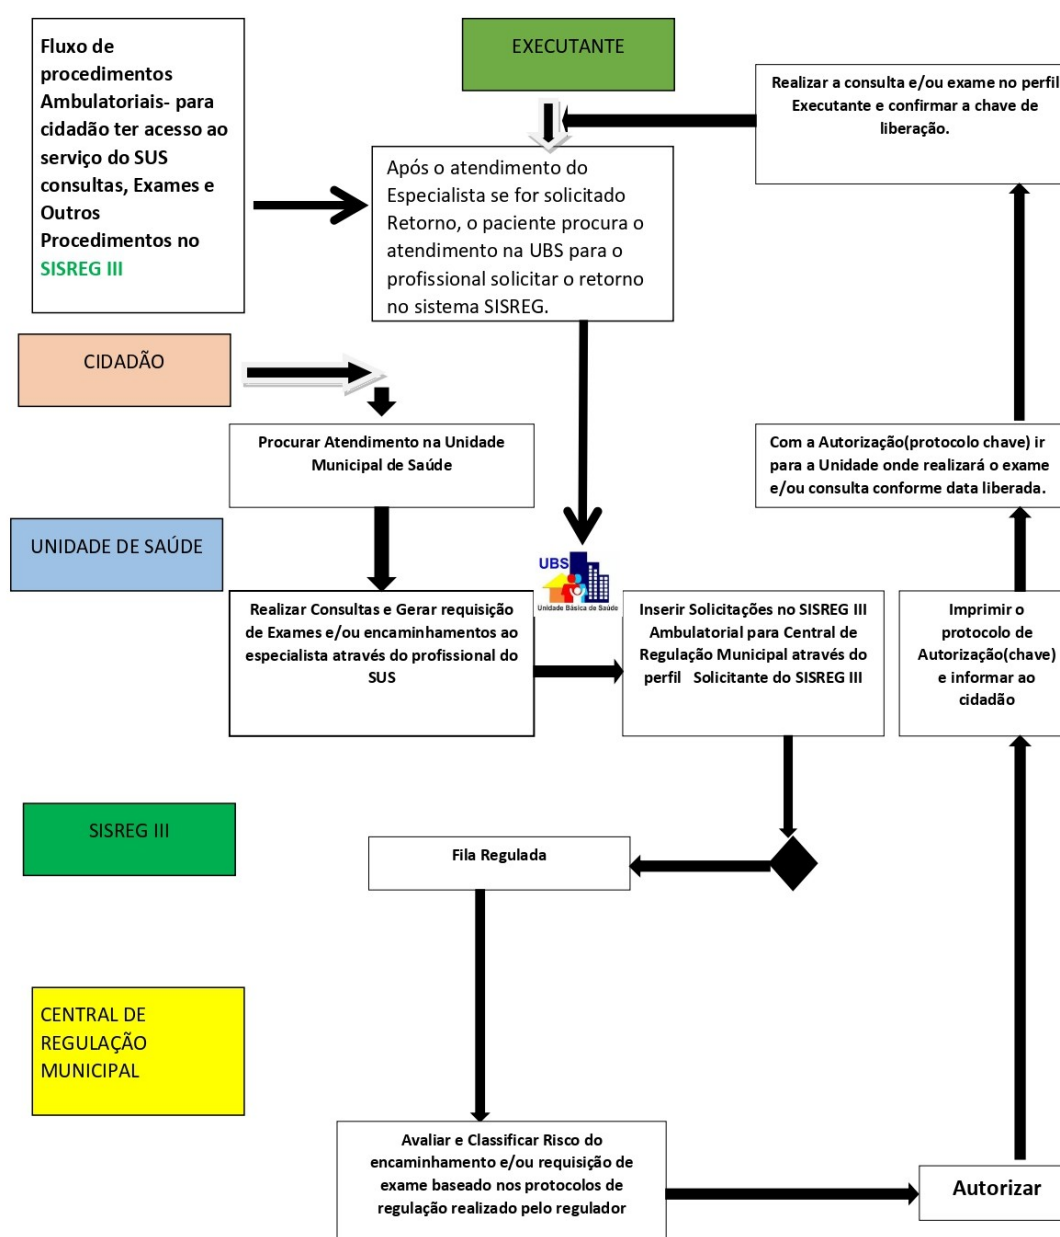 Fluxo de
procedimentos
Ambulatoriais- para
cidadão ter acesso ao
serviço do SUS
consultas, Exames e
Outros
Procedimentos no
SISREG III
EXECUTANTE
Realizar a consulta e/ou exame no perfil
Executante e confirmar a chave de
liberação.
Após o atendimento do
Especialista se for solicitado
Retorno, o paciente procura o
atendimento na UBS para o
profissional solicitar o retorno
no sistema SISREG.
CIDADÃO
Procurar Atendimento na Unidade
Municipal de Saúde
Com a Autorização(protocolo chave) ir
para a Unidade onde realizará o exame
e/ou consulta conforme data liberada.
UNIDADE DE SAÚDE
UBS
Unidade Básica de Saúde
Realizar Consultas e Gerar requisição
de Exames e/ou encaminhamentos ao
especialista através do profissional do
SUS
Inserir Solicitações no SISREG III
Ambulatorial para Central de
Regulação Municipal através do
perfil Solicitante do SISREG III
Imprimir o
protocolo de
Autorização(chave)
e informar ao
cidadão
SISREG III
Fila Regulada
CENTRAL DE
REGULAÇÃO
MUNICIPAL
Avaliar e Classificar Risco do
encaminhamento e/ou requisição de
exame baseado nos protocolos de
regulação realizado pelo regulador
Autorizar